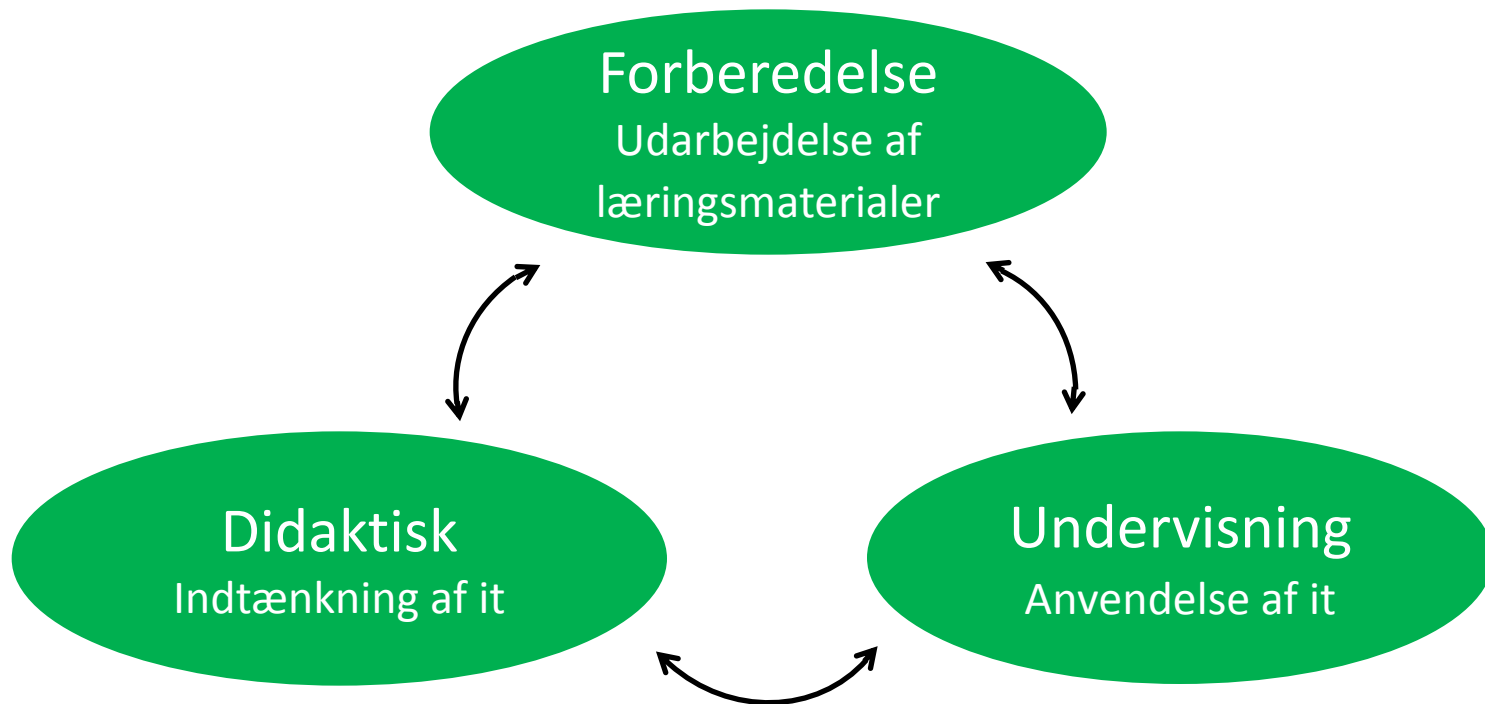 Forberedelse
Udarbejdelse af
læringsmaterialer
Didaktisk
Indtænkning af it
Undervisning
Anvendelse af it